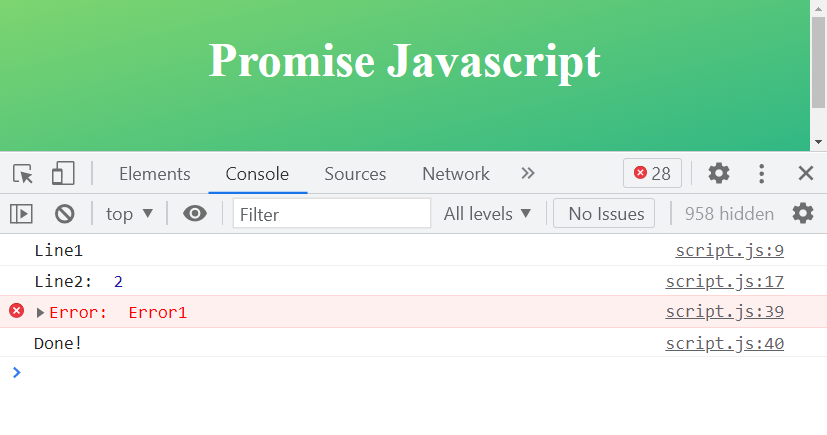 Promise Javascript
Elements Console Sources Network » 28
top ▼ Filter All levels ▼ No Issues 958 hidden
Line1 script.js:9
Line2: 2 script.js:17
▶Error: Error1 script.js:39
Done! script.js:40
>